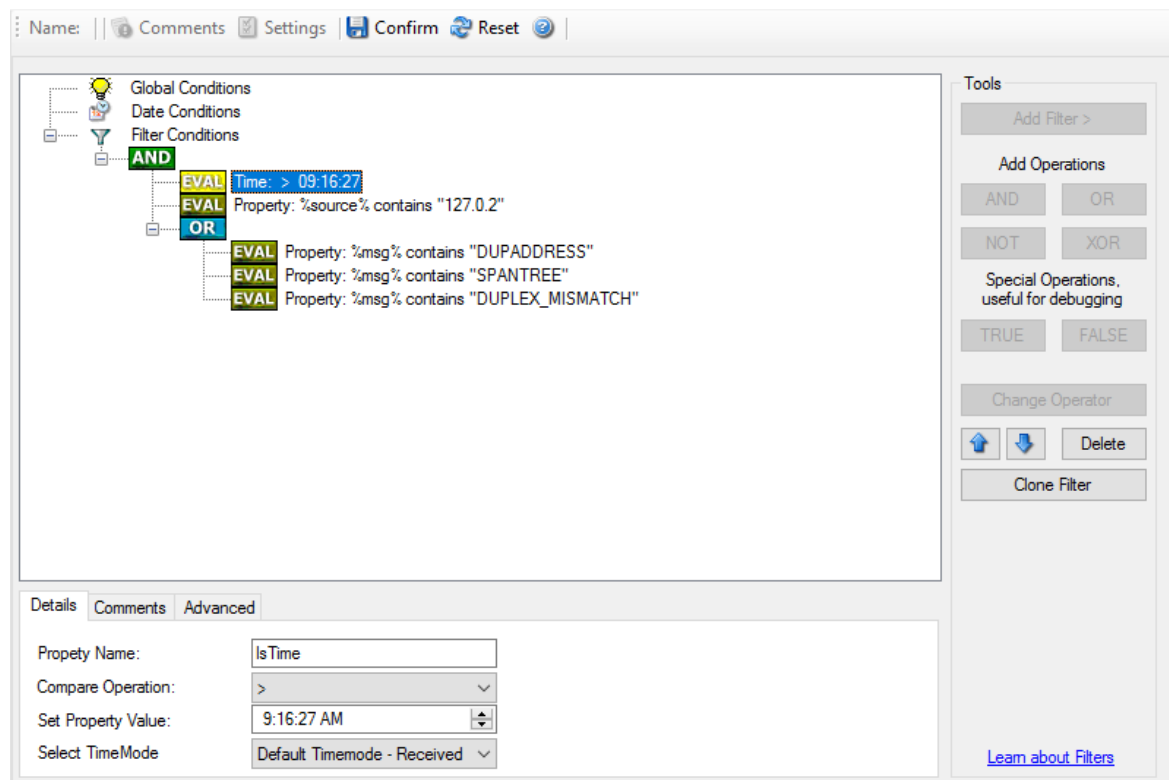 Name: Comments Settings Confirm Reset ?
Global Conditions
Date Conditions
Filter Conditions
AND
EVAL Time: > 09:16:27
EVAL Property: %source% contains "127.0.2"
OR
EVAL Property: %msg% contains "DUPADDRESS"
EVAL Property: %msg% contains "SPANTREE"
EVAL Property: %msg% contains "DUPLEX_MISMATCH"
Tools
Add Filter >
Add Operations
AND OR
NOT XOR
Special Operations,
useful for debugging
TRUE FALSE
Change Operator
Delete
Clone Filter
Learn about Filters
Details Comments Advanced
Propety Name: IsTime
Compare Operation: >
Set Property Value: 9:16:27 AM
Select TimeMode Default Timemode - Received